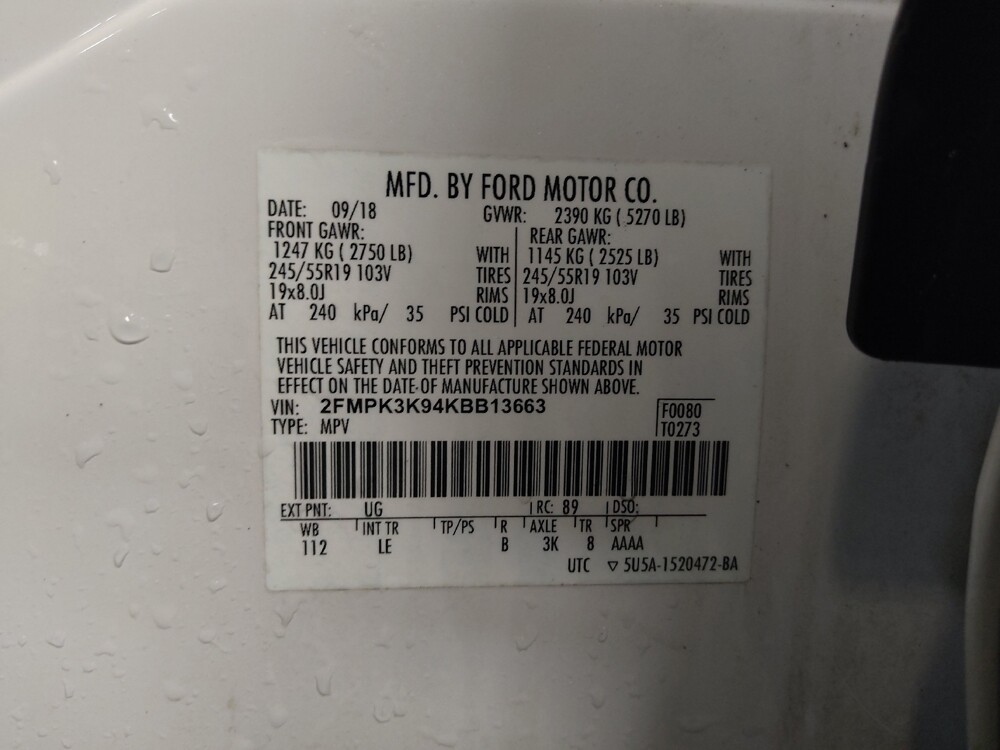 MFD. BY FORD MOTOR CO.
DATE: 09/18 GVWR: 2390 KG ( 5270 LB)
FRONT GAWR: REAR GAWR:
1247 KG ( 2750 LB) WITH 1145 KG ( 2525 LB) WITH
245/55R19 103V TIRES 245/55R19 103V TIRES
19x8.0J RIMS 19x8.0J RIMS
AT 240 kPa/ 35 PSI COLD AT 240 kPa/ 35 PSI COLD
THIS VEHICLE CONFORMS TO ALL APPLICABLE FEDERAL MOTOR
VEHICLE SAFETY AND THEFT PREVENTION STANDARDS IN
EFFECT ON THE DATE OF MANUFACTURE SHOWN ABOVE.
VIN: 2FMPK3K94KBB13663 F0080
TYPE: MPV T0273
EXT PNT: UG RC: 89 DSO:
WB INT TR TP/PS R AXLE TR SPR
112 LE B 3K 8 AAAA
UTC ▽ 5U5A-1520472-BA